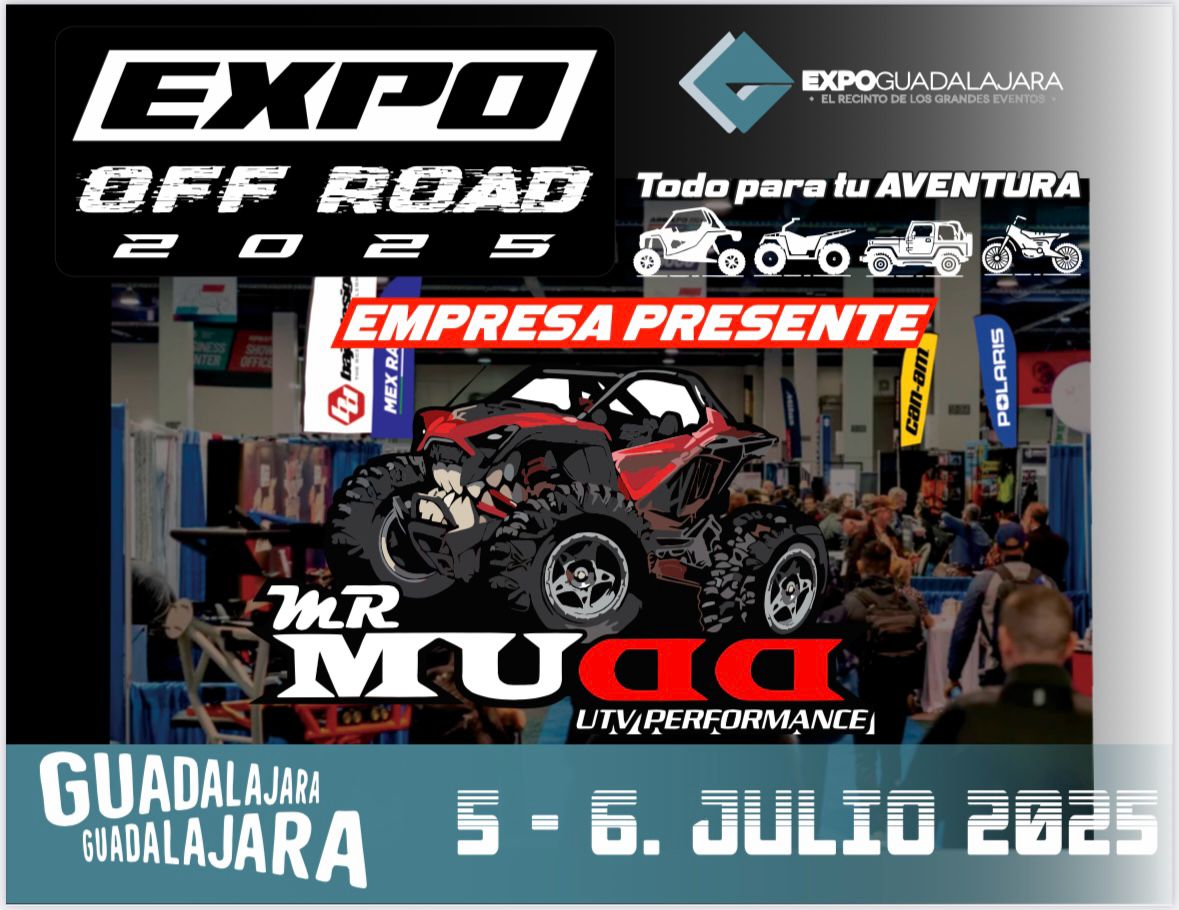 EXPO
OFF ROAD
2025
EXPOGUADALAJARA
• EL RECINTO DE LOS GRANDES EVENTOS •
Todo para tu AVENTURA
EMPRESA PRESENTE
MEX RA
can-am
POLARIS
MR
MUDD
UTV PERFORMANCE
GUADALAJARA
GUADALAJARA
5 - 6. JULIO 2025